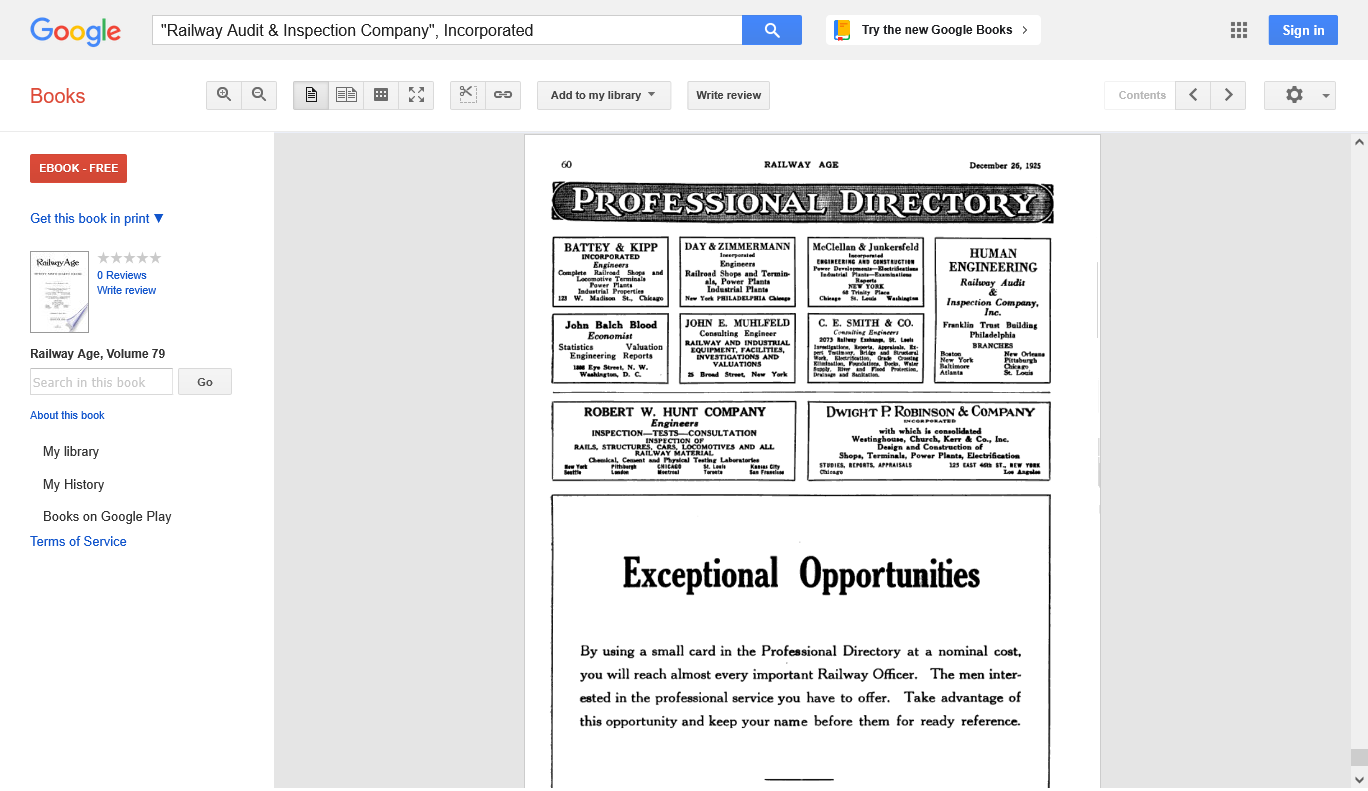 Google
"Railway Audit & Inspection Company", Incorporated
Try the new Google Books
Sign in
Books
Add to my library
Write review
Contents
EBOOK - FREE
Get this book in print ▼
Railway Age
0 Reviews
Write review
Railway Age, Volume 79
Search in this book
Go
About this book
My library
My History
Books on Google Play
Terms of Service
60
RAILWAY AGE
December 26, 1925
PROFESSIONAL DIRECTORY
BATTEY & KIPP
INCORPORATED
Engineers
Complete Railroad Shops and
Locomotive Terminals
Power Plants
Industrial Properties
123 W. Madison St., Chicago
DAY & ZIMMERMANN
Incorporated
Engineers
Railroad Shops and Termin-
als, Power Plants
Industrial Plants
New York PHILADELPHIA Chicago
McClellan & Junkersfeld
Incorporated
ENGINEERING AND CONSTRUCTION
Power Developments—Electrifications
Industrial Plants—Examinations
Reports
NEW YORK
68 Trinity Place
Chicago St. Louis Washington
HUMAN
ENGINEERING
Railway Audit
&
Inspection Company,
Inc.
Franklin Trust Building
Philadelphia
BRANCHES
Boston New Orleans
New York Pittsburgh
Baltimore Chicago
Atlanta St. Louis
John Balch Blood
Economist
Statistics Valuation
Engineering Reports
1808 Eye Street, N. W.
Washington, D. C.
JOHN E. MUHLFELD
Consulting Engineer
RAILWAY AND INDUSTRIAL
EQUIPMENT, FACILITIES,
INVESTIGATIONS AND
VALUATIONS
25 Broad Street, New York
C. E. SMITH & CO.
Consulting Engineers
2073 Railway Exchange, St. Louis
Investigations, Reports, Appraisals, Ex-
pert Testimony, Bridge and Structural
Work, Electrification, Grade Crossing
Elimination, Foundations, Docks, Water
Supply, River and Flood Protection,
Drainage and Sanitation.
ROBERT W. HUNT COMPANY
Engineers
INSPECTION—TESTS—CONSULTATION
INSPECTION OF
RAILS, STRUCTURES, CARS, LOCOMOTIVES AND ALL
RAILWAY MATERIAL
Chemical, Cement and Physical Testing Laboratories
New York Pittsburgh CHICAGO St. Louis Kansas City
Seattle London Montreal Toronto San Francisco
DWIGHT P. ROBINSON & COMPANY
INCORPORATED
with which is consolidated
Westinghouse, Church, Kerr & Co., Inc.
Design and Construction of
Shops, Terminals, Power Plants, Electrification
STUDIES, REPORTS, APPRAISALS 125 EAST 46th ST., NEW YORK
Chicago Los Angeles
Exceptional Opportunities
By using a small card in the Professional Directory at a nominal cost,
you will reach almost every important Railway Officer. The men inter-
ested in the professional service you have to offer. Take advantage of
this opportunity and keep your name before them for ready reference.